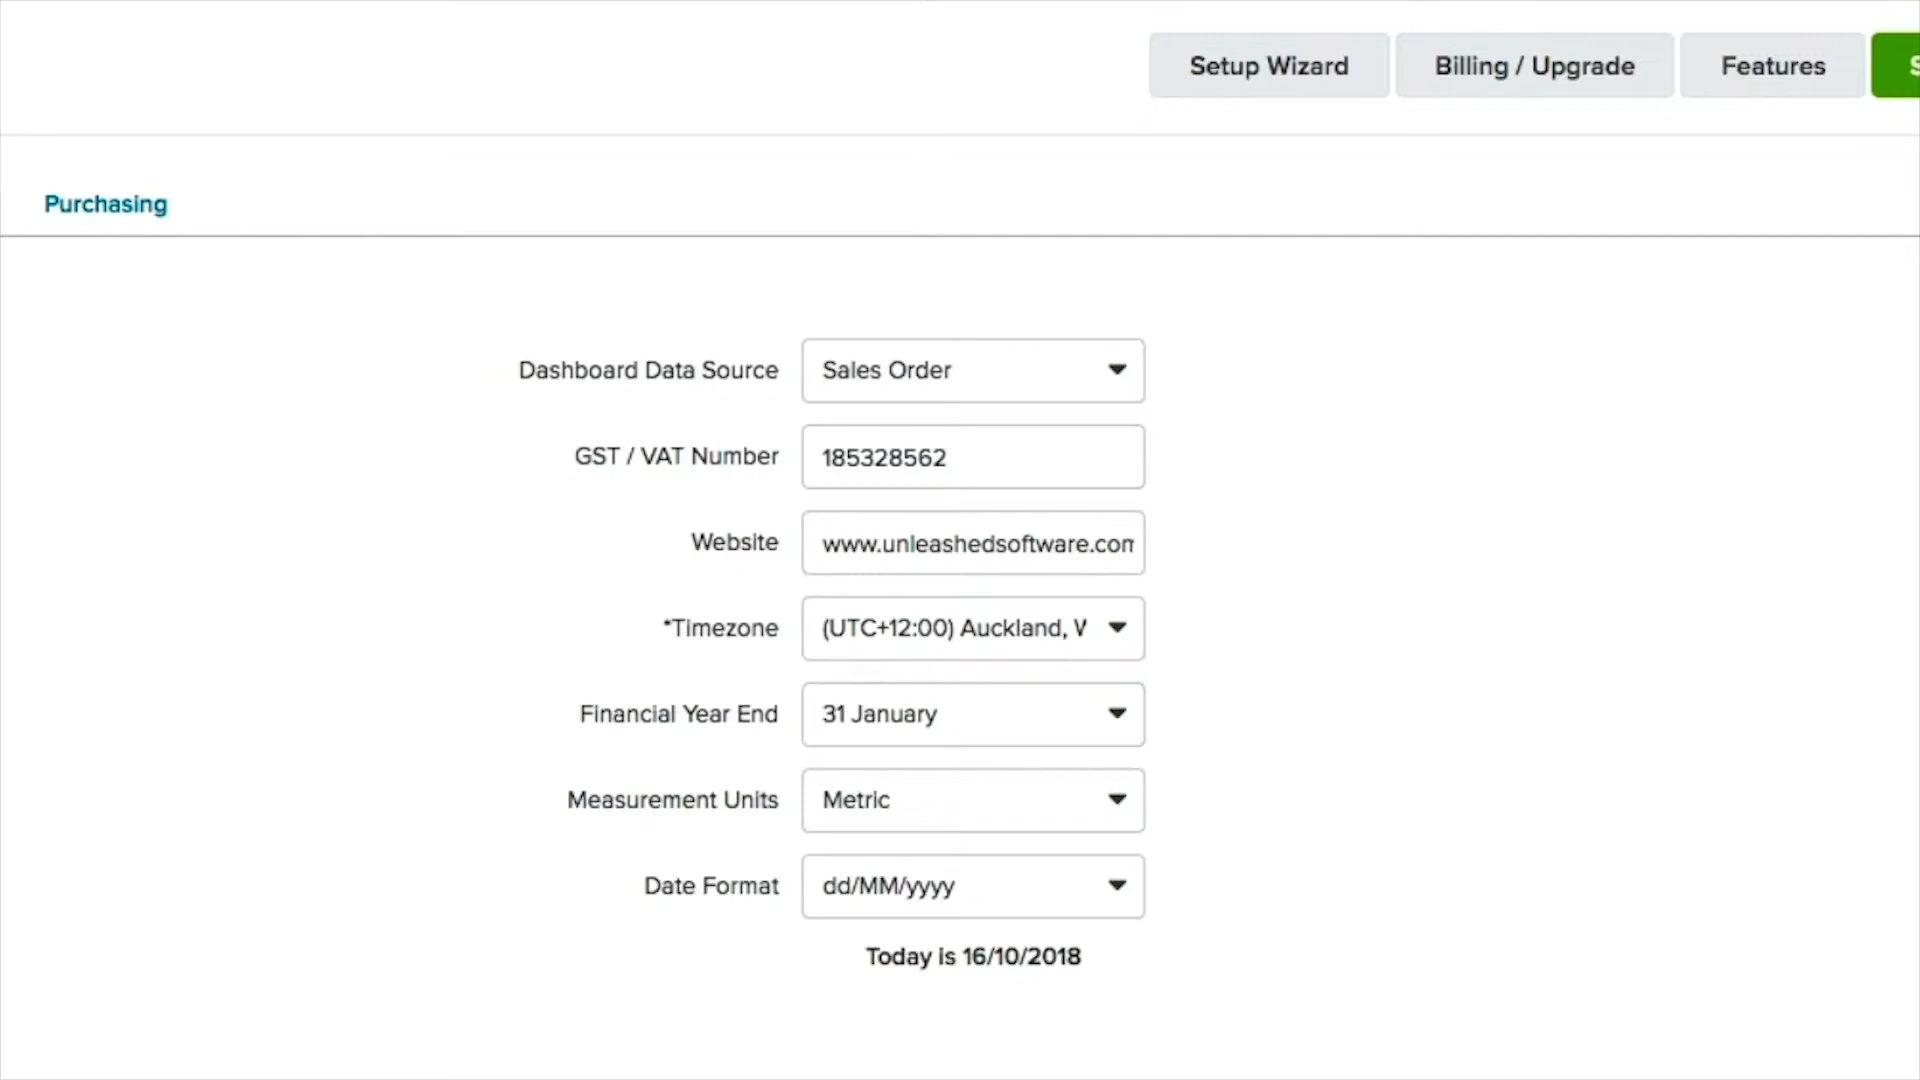 Setup Wizard
Billing / Upgrade
Features
Purchasing
Dashboard Data Source Sales Order
GST / VAT Number 185328562
Website www.unleashedsoftware.com
*Timezone (UTC+12:00) Auckland,
Financial Year End 31 January
Measurement Units Metric
Date Format dd/MM/yyyy
Today is 16/10/2018